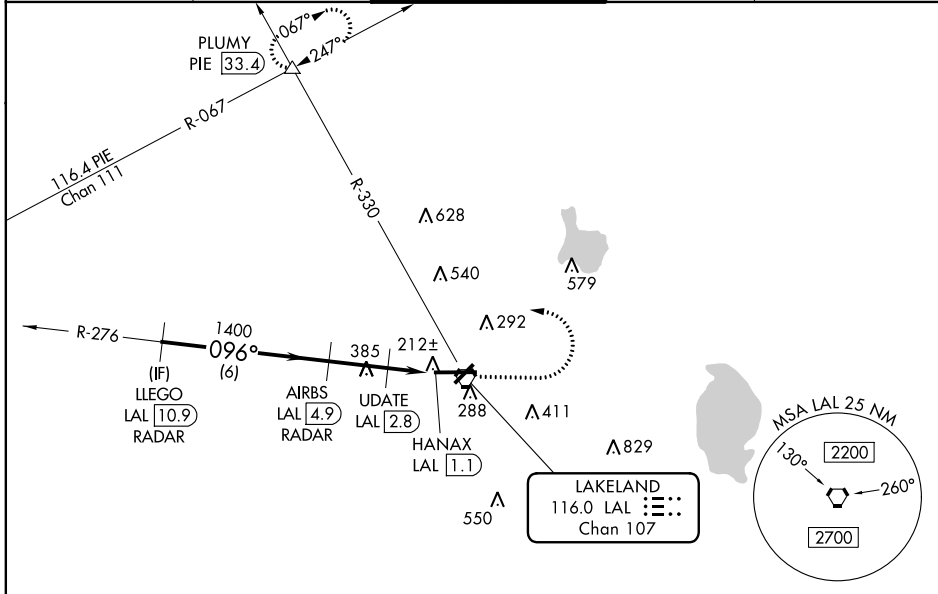 PLUMY
PIE 33.4
067°
247°
R-067
116.4 PIE
Chan 111
R-330
628
540
579
292
R-276
1400
096°
(6)
385
212±
(IF)
LLEGO
LAL 10.9
RADAR
AIRBS
LAL 4.9
RADAR
UDATE
LAL 2.8
HANAX
LAL 1.1
288
411
829
550
LAKELAND
116.0 LAL
Chan 107
MSA LAL 25 NM
130°
2200
260°
2700